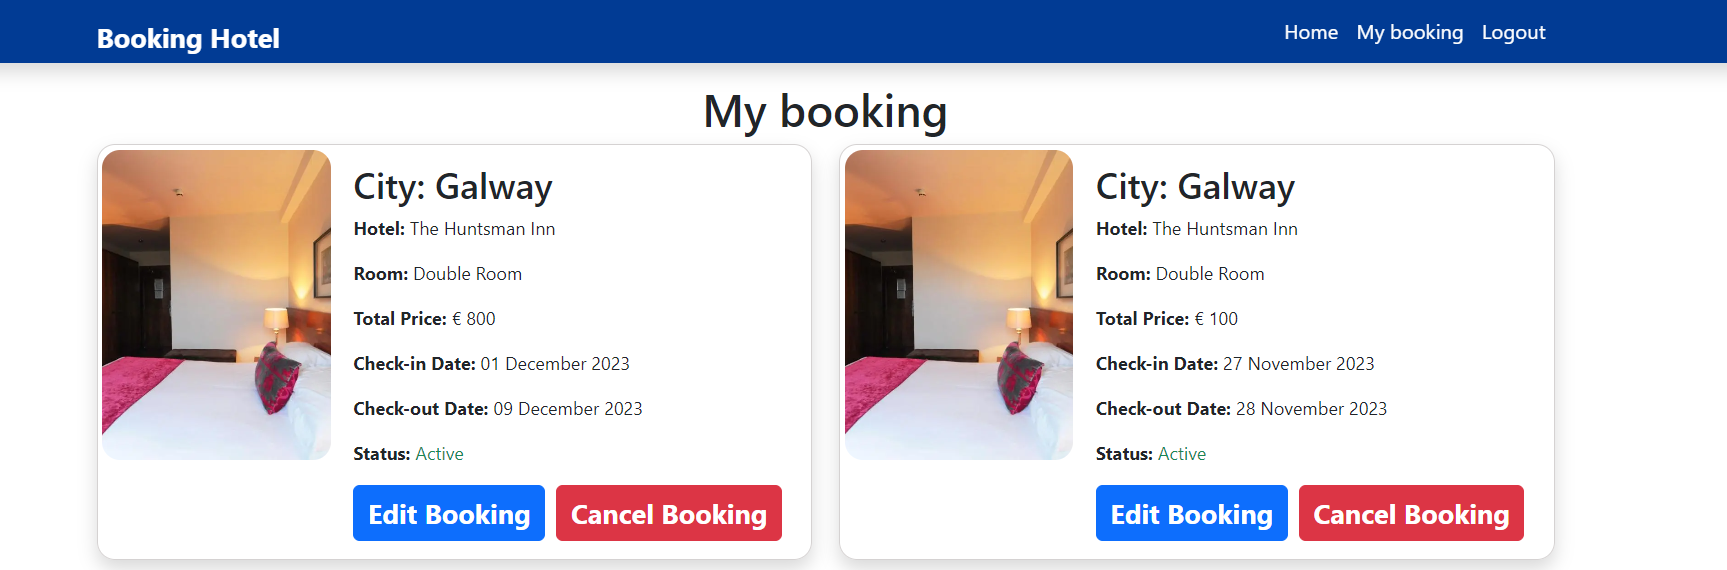 Booking Hotel
Home My booking Logout
My booking
City: Galway
Hotel: The Huntsman Inn
Room: Double Room
Total Price: € 800
Check-in Date: 01 December 2023
Check-out Date: 09 December 2023
Status: Active
Edit Booking Cancel Booking
City: Galway
Hotel: The Huntsman Inn
Room: Double Room
Total Price: € 100
Check-in Date: 27 November 2023
Check-out Date: 28 November 2023
Status: Active
Edit Booking Cancel Booking